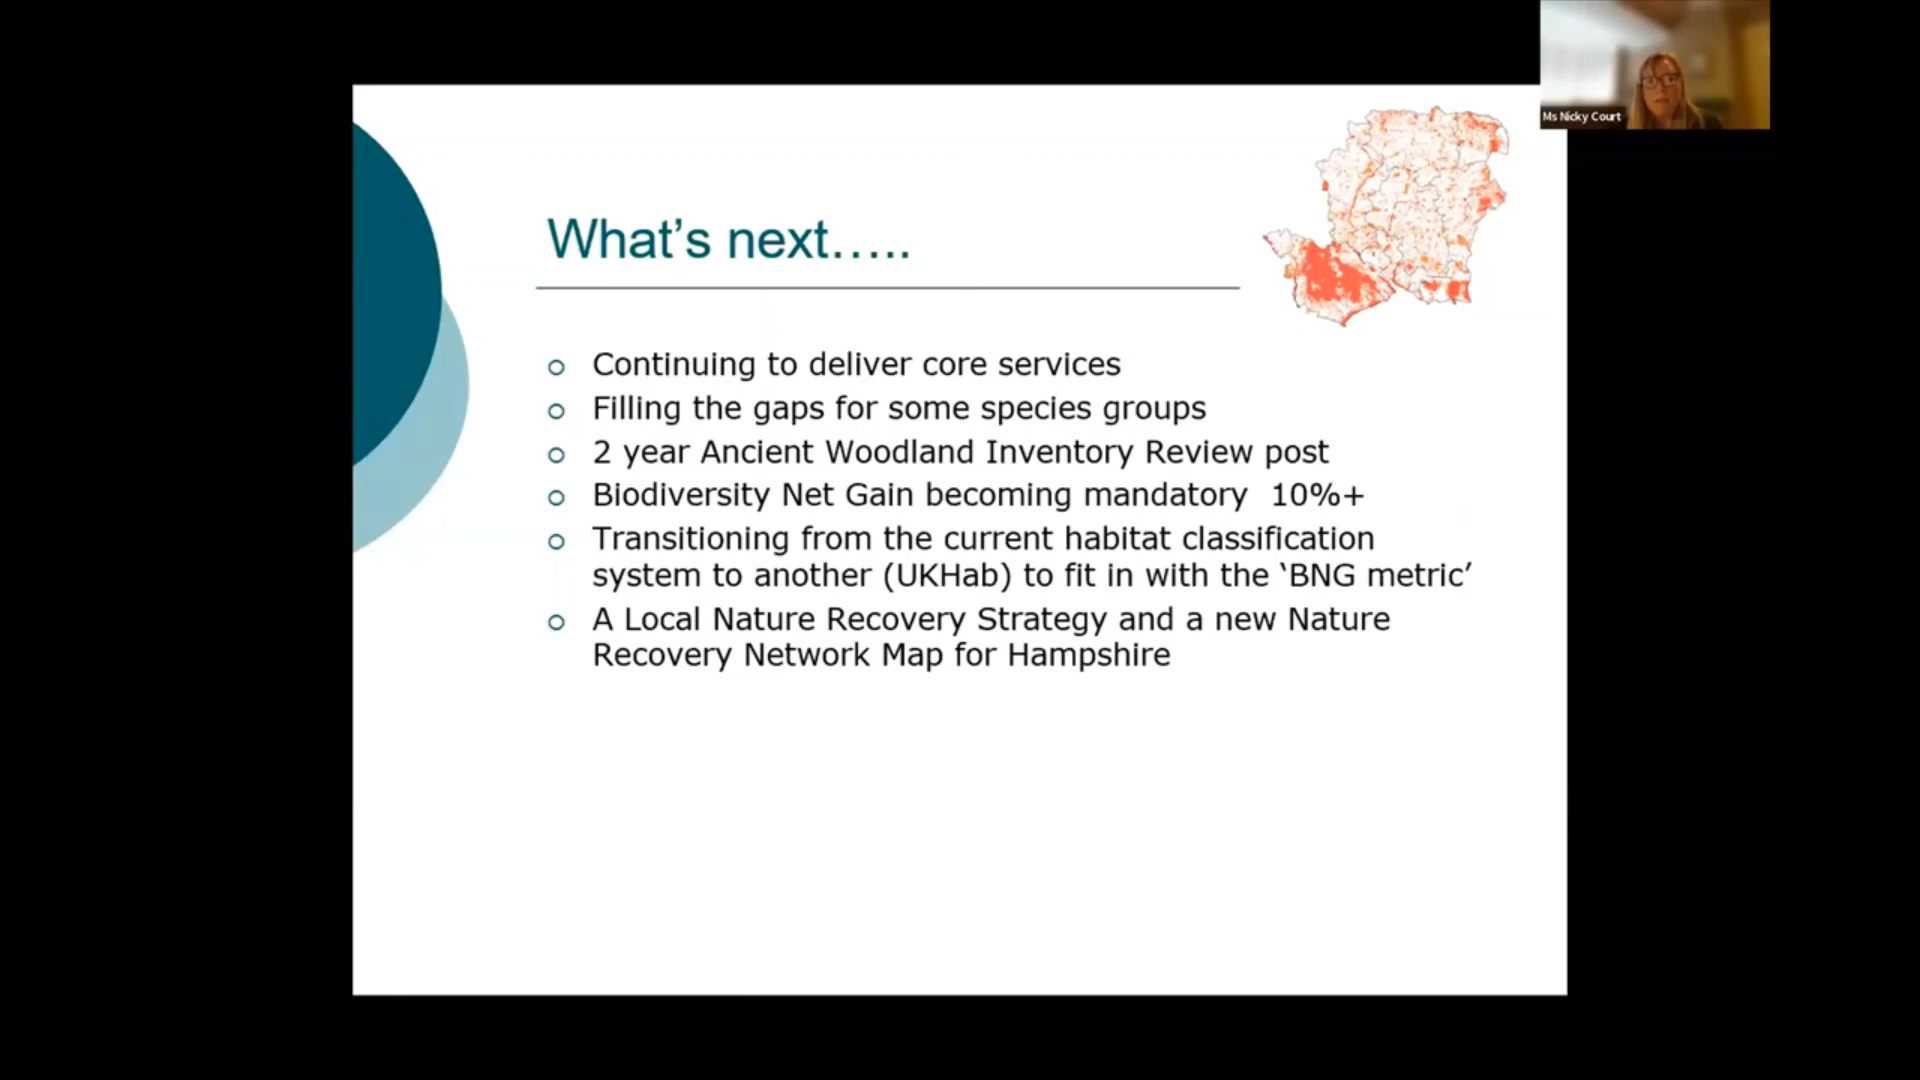 Ms Nicky Court
What’s next…..
Continuing to deliver core services
Filling the gaps for some species groups
2 year Ancient Woodland Inventory Review post
Biodiversity Net Gain becoming mandatory 10%+
Transitioning from the current habitat classification
system to another (UKHab) to fit in with the ‘BNG metric’
A Local Nature Recovery Strategy and a new Nature
Recovery Network Map for Hampshire